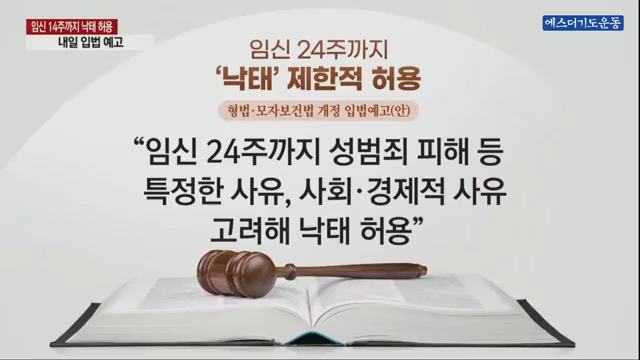 임신 14주까지 낙태 허용
내일 입법 예고
에스더기도운동
임신 24주까지
‘낙태’ 제한적 허용
형법·모자보건법 개정 입법예고(안)
“임신 24주까지 성범죄 피해 등
특정한 사유, 사회·경제적 사유
고려해 낙태 허용”